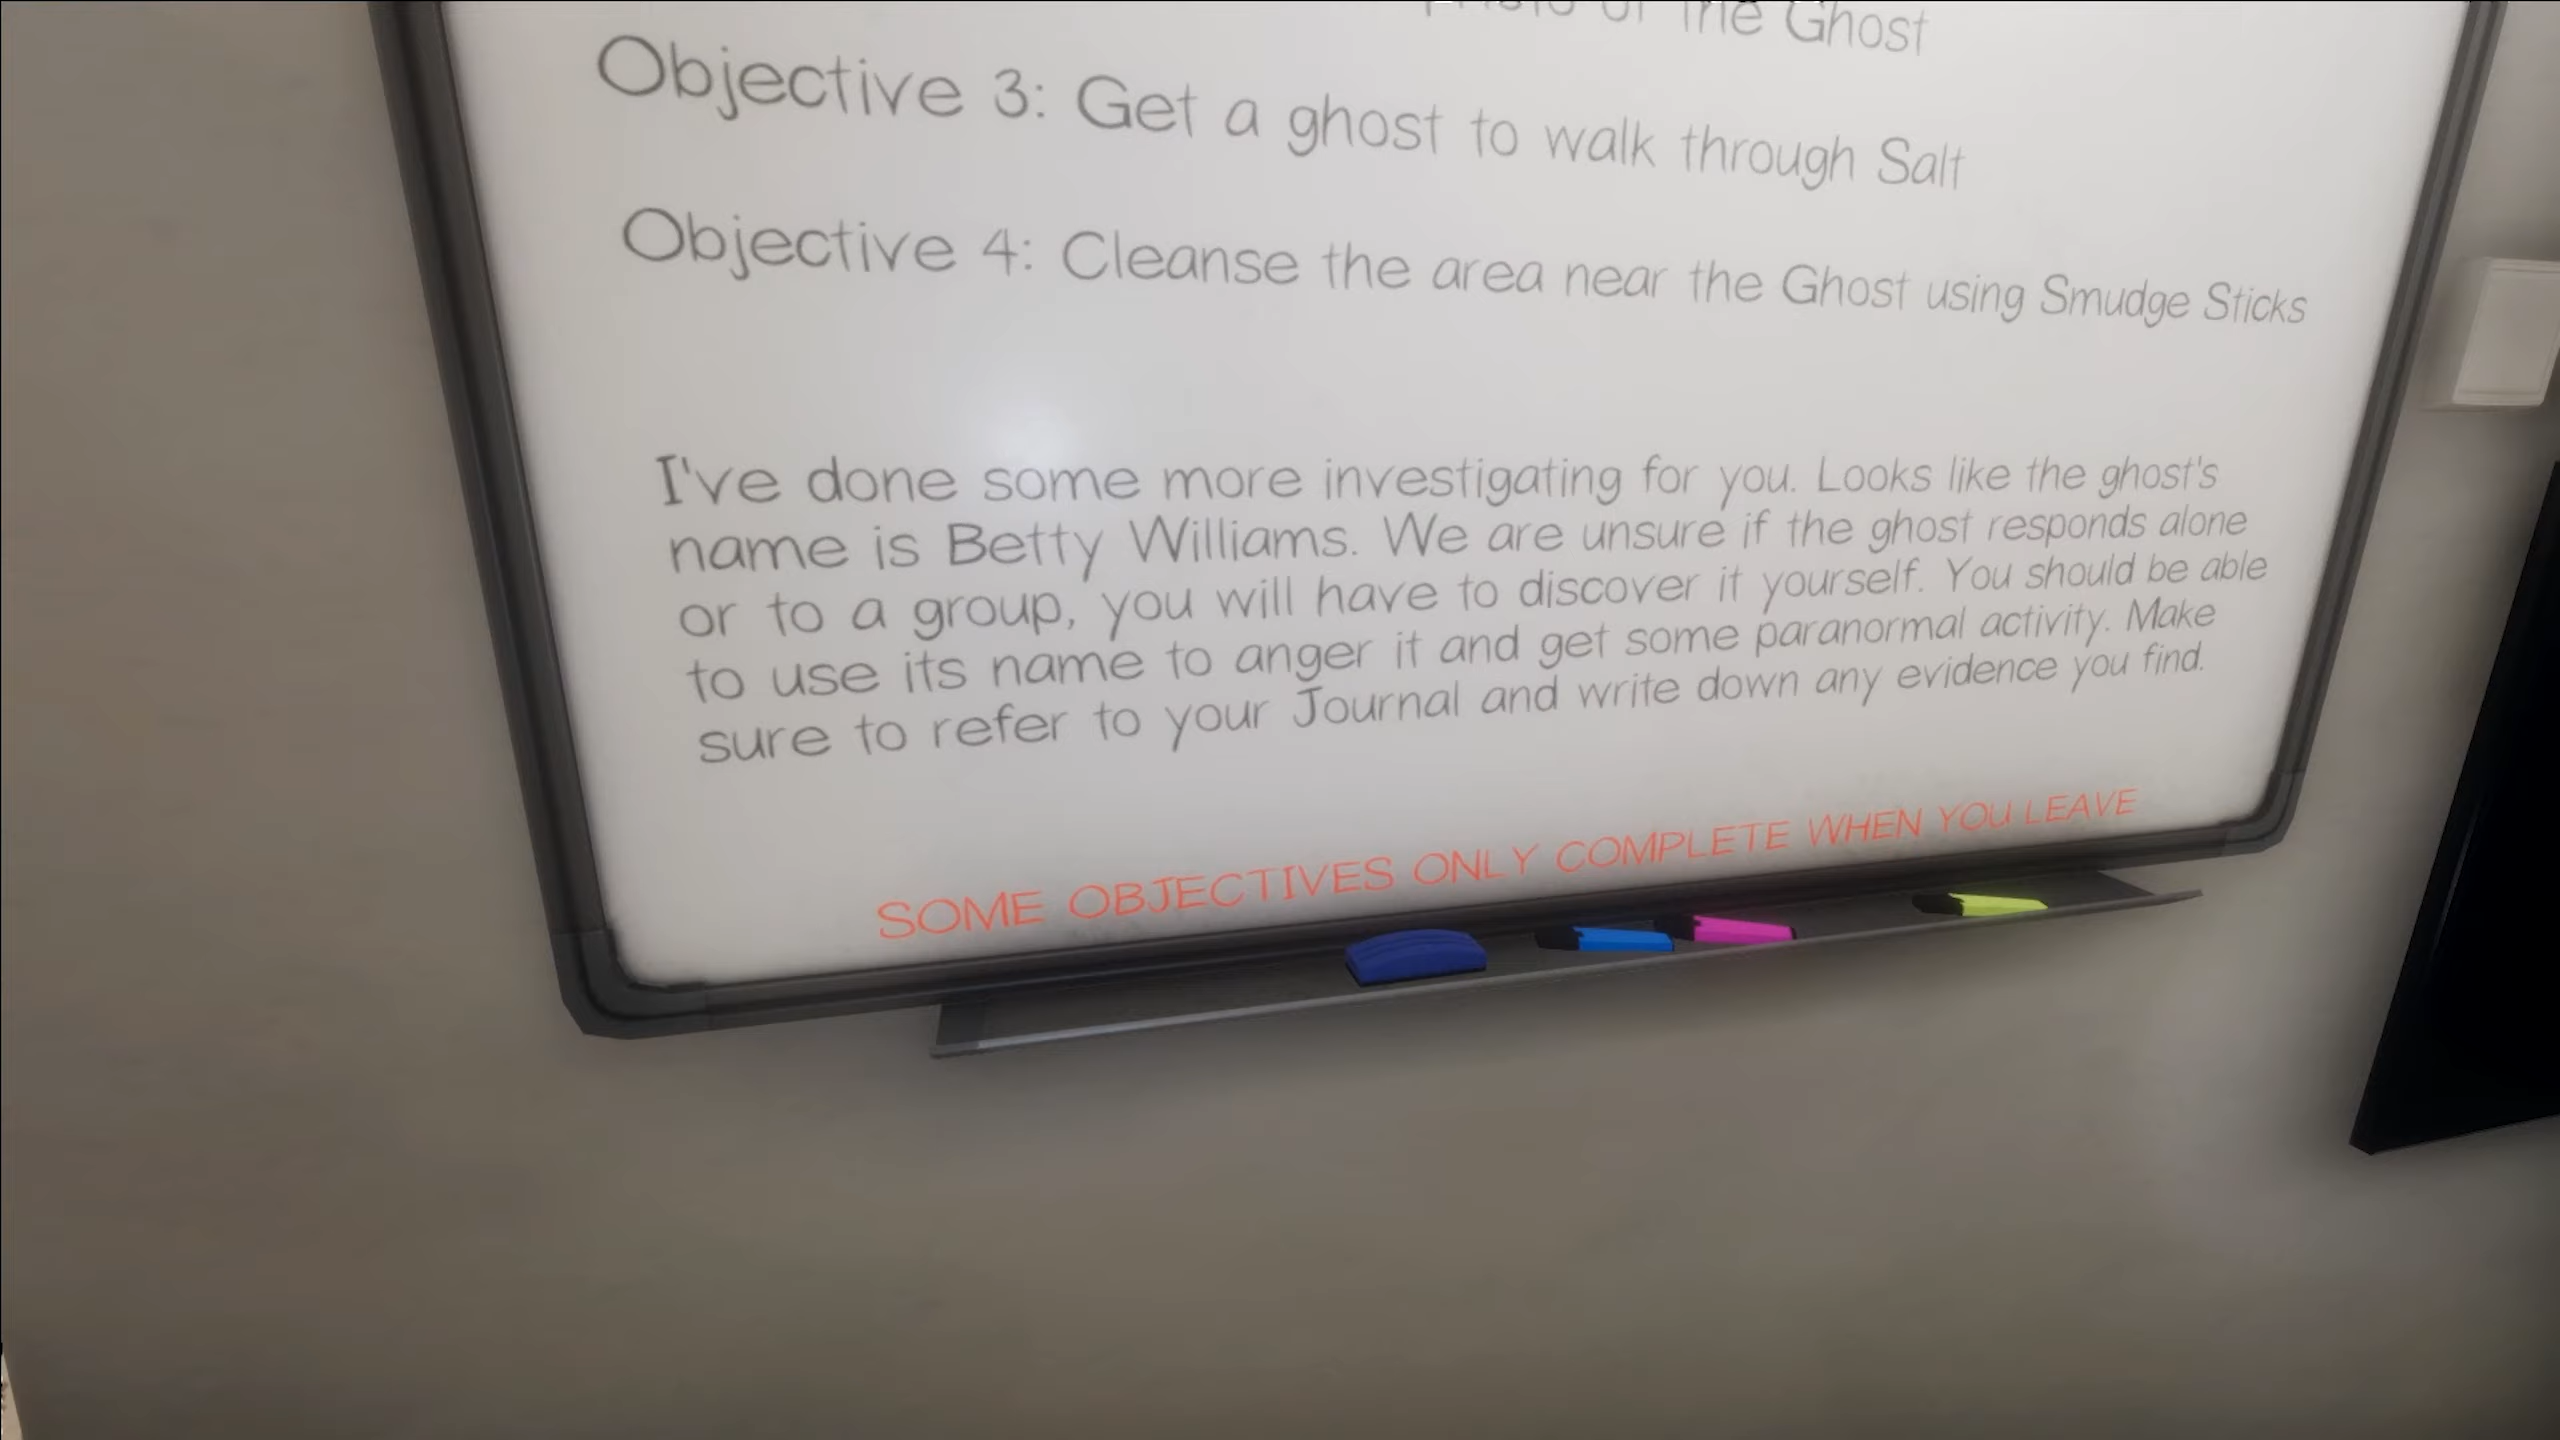 the Ghost
Objective 3: Get a ghost to walk through Salt
Objective 4: Cleanse the area near the Ghost using Smudge Sticks
I've done some more investigating for you. Looks like the ghost's
name is Betty Williams. We are unsure if the ghost responds alone
or to a group, you will have to discover it yourself. You should be able
to use its name to anger it and get some paranormal activity. Make
sure to refer to your Journal and write down any evidence you find.
SOME OBJECTIVES ONLY COMPLETE WHEN YOU LEAVE